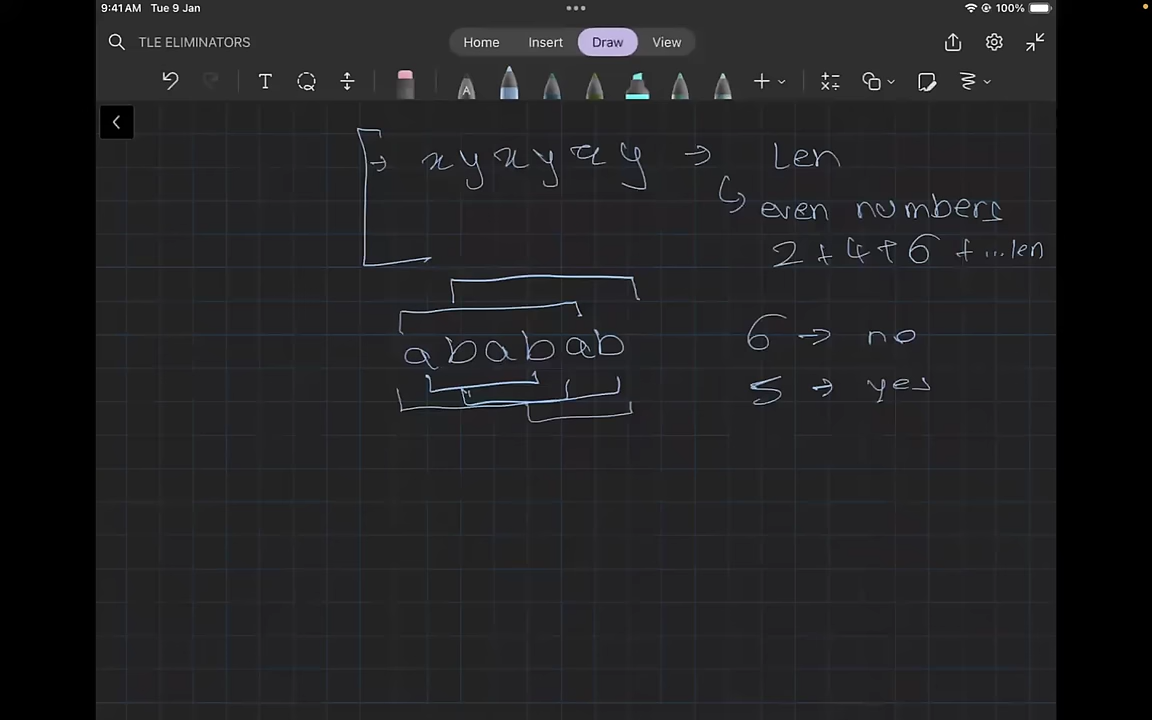 9:41 AM Tue 9 Jan
100%
TLE ELIMINATORS
Home Insert Draw View
T
A
→ xyxyxy → Len
↳ even numbers
2 + 4 + 6 + ... len
ababab
6 → no
5 → yes